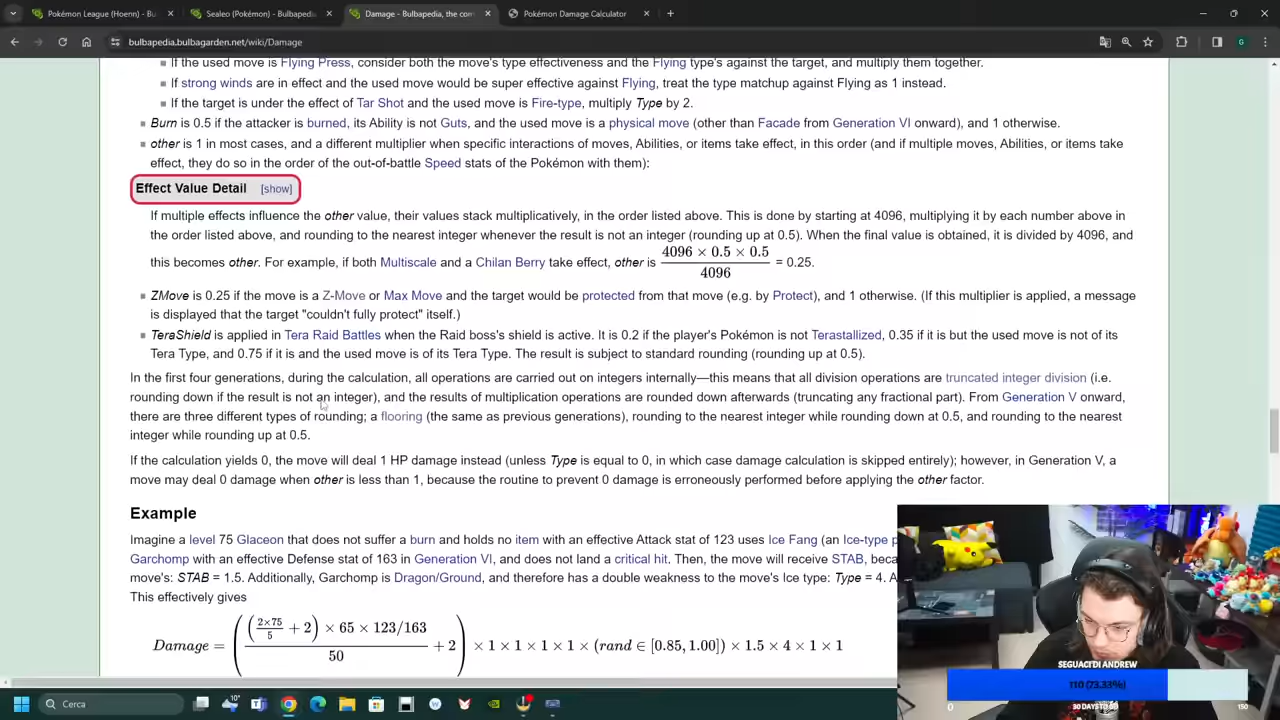 Pokémon League (Hoenn) - Bu
Sealeo (Pokémon) - Bulbapedia,
Damage - Bulbapedia, the com
Pokémon Damage Calculator
bulbapedia.bulbagarden.net/wiki/Damage
If the used move is Flying Press, consider both the move's type effectiveness and the Flying type's against the target, and multiply them together.
If strong winds are in effect and the used move would be super effective against Flying, treat the type matchup against Flying as 1 instead.
If the target is under the effect of Tar Shot and the used move is Fire-type, multiply Type by 2.
Burn is 0.5 if the attacker is burned, its Ability is not Guts, and the used move is a physical move (other than Facade from Generation VI onward), and 1 otherwise.
other is 1 in most cases, and a different multiplier when specific interactions of moves, Abilities, or items take effect, in this order (and if multiple moves, Abilities, or items take
effect, they do so in the order of the out-of-battle Speed stats of the Pokémon with them):
Effect Value Detail [show]
If multiple effects influence the other value, their values stack multiplicatively, in the order listed above. This is done by starting at 4096, multiplying it by each number above in
the order listed above, and rounding to the nearest integer whenever the result is not an integer (rounding up at 0.5). When the final value is obtained, it is divided by 4096, and
this becomes other. For example, if both Multiscale and a Chilan Berry take effect, other is 4096 × 0.5 × 0.5 / 4096 = 0.25.
ZMove is 0.25 if the move is a Z-Move or Max Move and the target would be protected from that move (e.g. by Protect), and 1 otherwise. (If this multiplier is applied, a message
is displayed that the target "couldn't fully protect" itself.)
TeraShield is applied in Tera Raid Battles when the Raid boss's shield is active. It is 0.2 if the player's Pokémon is not Terastallized, 0.35 if it is but the used move is not of its
Tera Type, and 0.75 if it is and the used move is of its Tera Type. The result is subject to standard rounding (rounding up at 0.5).
In the first four generations, during the calculation, all operations are carried out on integers internally—this means that all division operations are truncated integer division (i.e.
rounding down if the result is not an integer), and the results of multiplication operations are rounded down afterwards (truncating any fractional part). From Generation V onward,
there are three different types of rounding; a flooring (the same as previous generations), rounding to the nearest integer while rounding down at 0.5, and rounding to the nearest
integer while rounding up at 0.5.
If the calculation yields 0, the move will deal 1 HP damage instead (unless Type is equal to 0, in which case damage calculation is skipped entirely); however, in Generation V, a
move may deal 0 damage when other is less than 1, because the routine to prevent 0 damage is erroneously performed before applying the other factor.
Example
Imagine a level 75 Glaceon that does not suffer a burn and holds no item with an effective Attack stat of 123 uses Ice Fang (an Ice-type p
Garchomp with an effective Defense stat of 163 in Generation VI, and does not land a critical hit. Then, the move will receive STAB, beca
move's: STAB = 1.5. Additionally, Garchomp is Dragon/Ground, and therefore has a double weakness to the move's Ice type: Type = 4. A
This effectively gives
Damage = ( ( (2×75 / 5 + 2) × 65 × 123/163 ) / 50 + 2 ) × 1 × 1 × 1 × 1 × (rand ∈ [0.85, 1.00]) × 1.5 × 4 × 1 × 1
SEGUACI DI ANDREW
110 (73.33%)
0
30 DAYS TO GO
150
Cerca
10°